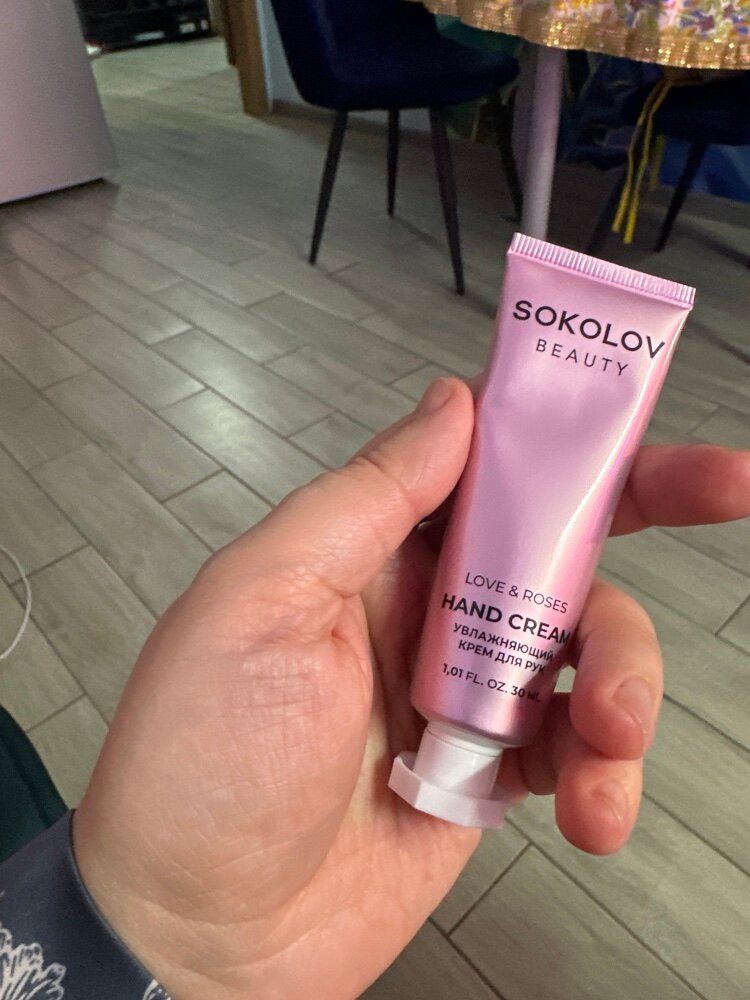 SOKOLOV
BEAUTY
LOVE & ROSES
HAND CREAM
УВЛАЖНЯЮЩИЙ
КРЕМ ДЛЯ РУК
1,01 FL. OZ. 30 ML